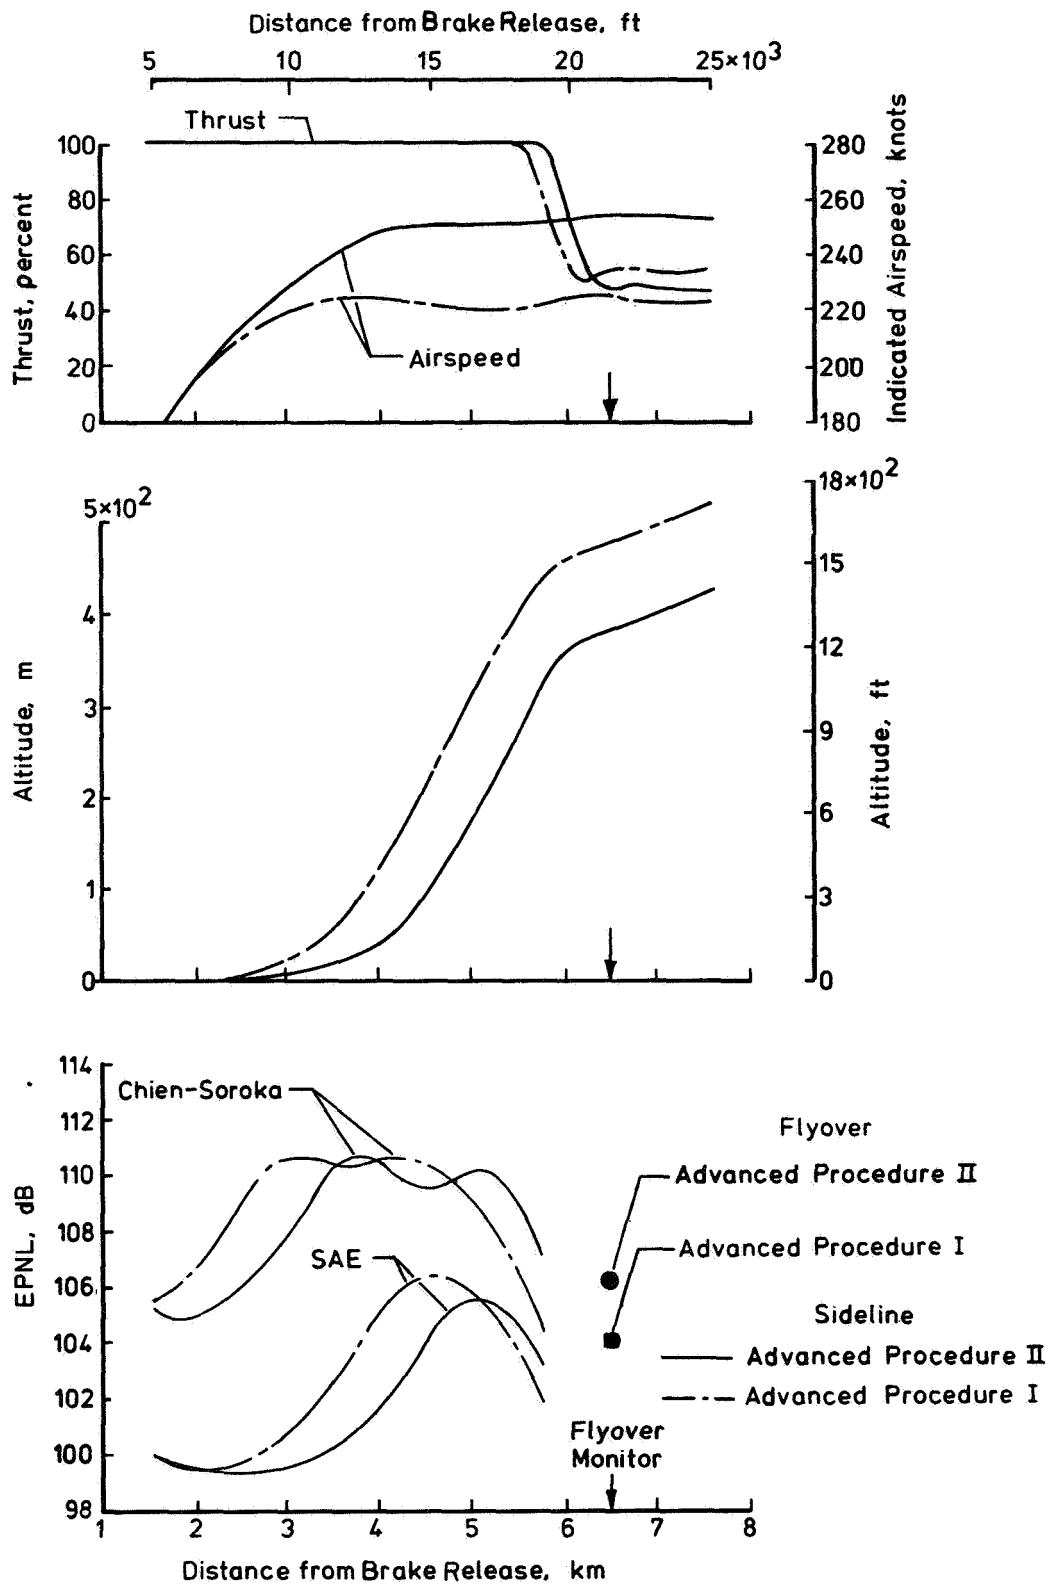 Distance from Brake Release, ft
5 10 15 20 25×10³
Thrust
Thrust, percent
100
80
60
40
20
0
Airspeed
Indicated Airspeed, knots
280
260
240
220
200
180
Altitude, m
5×10²
4
3
2
1
0
Altitude, ft
18×10²
15
12
9
6
3
0
EPNL, dB
114
112
110
108
106
104
102
100
98
Chien-Soroka
SAE
Flyover
Advanced Procedure II
Advanced Procedure I
Sideline
Advanced Procedure II
Advanced Procedure I
Flyover
Monitor
1 2 3 4 5 6 7 8
Distance from Brake Release, km